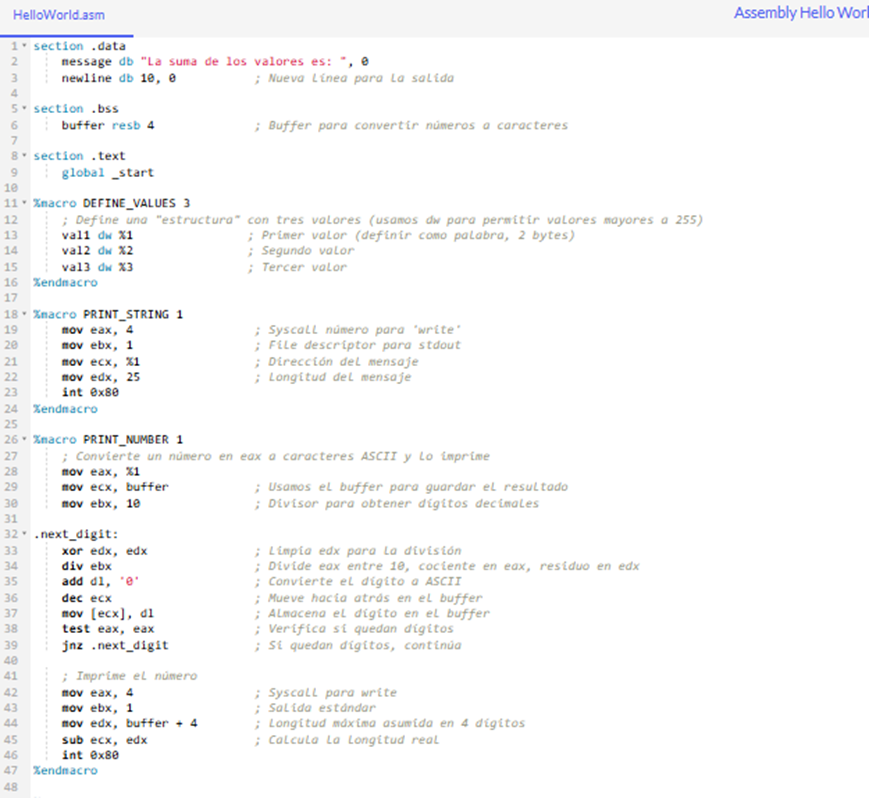 HelloWorld.asm
Assembly Hello Worl
1 section .data
2 message db "La suma de los valores es: ", 0
3 newline db 10, 0 ; Nueva línea para la salida
4
5 section .bss
6 buffer resb 4 ; Buffer para convertir números a caracteres
7
8 section .text
9 global _start
10
11 %macro DEFINE_VALUES 3
12 ; Define una "estructura" con tres valores (usamos dw para permitir valores mayores a 255)
13 val1 dw %1 ; Primer valor (definir como palabra, 2 bytes)
14 val2 dw %2 ; Segundo valor
15 val3 dw %3 ; Tercer valor
16 %endmacro
17
18 %macro PRINT_STRING 1
19 mov eax, 4 ; Syscall número para 'write'
20 mov ebx, 1 ; File descriptor para stdout
21 mov ecx, %1 ; Dirección del mensaje
22 mov edx, 25 ; Longitud del mensaje
23 int 0x80
24 %endmacro
25
26 %macro PRINT_NUMBER 1
27 ; Convierte un número en eax a caracteres ASCII y lo imprime
28 mov eax, %1
29 mov ecx, buffer ; Usamos el buffer para guardar el resultado
30 mov ebx, 10 ; Divisor para obtener dígitos decimales
31
32 .next_digit:
33 xor edx, edx ; Limpia edx para la división
34 div ebx ; Divide eax entre 10, cociente en eax, residuo en edx
35 add dl, '0' ; Convierte el dígito a ASCII
36 dec ecx ; Mueve hacia atrás en el buffer
37 mov [ecx], dl ; Almacena el dígito en el buffer
38 test eax, eax ; Verifica si quedan dígitos
39 jnz .next_digit ; Si quedan dígitos, continúa
40
41 ; Imprime el número
42 mov eax, 4 ; Syscall para write
43 mov ebx, 1 ; Salida estándar
44 mov edx, buffer + 4 ; Longitud máxima asumida en 4 dígitos
45 sub ecx, edx ; Calcula la longitud real
46 int 0x80
47 %endmacro
48